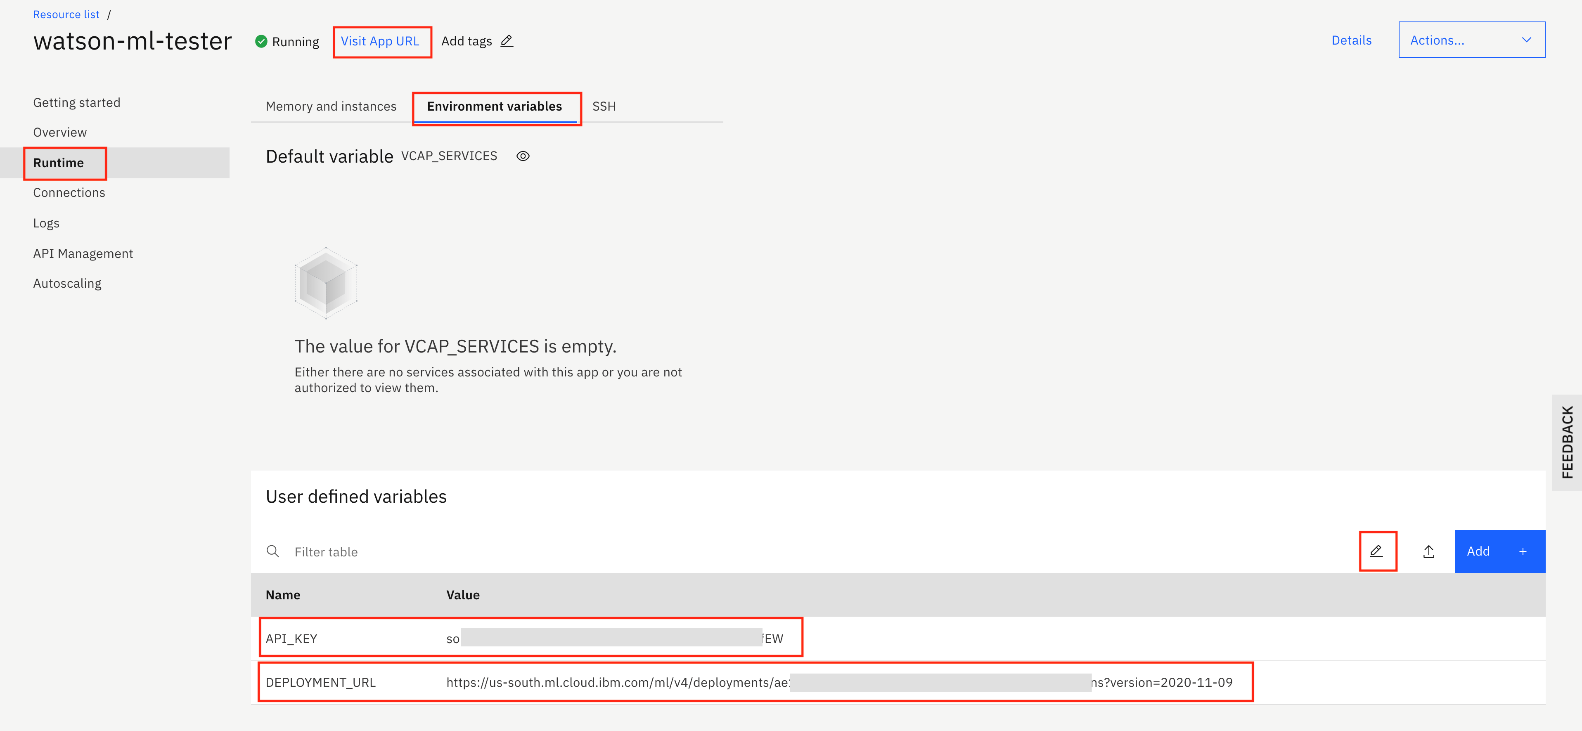 Resource list /
watson-ml-tester Running Visit App URL Add tags Details Actions...
Getting started
Overview
Runtime
Connections
Logs
API Management
Autoscaling
Memory and instances Environment variables SSH
Default variable VCAP_SERVICES
The value for VCAP_SERVICES is empty.
Either there are no services associated with this app or you are not
authorized to view them.
FEEDBACK
User defined variables
Filter table Add +
Name Value
API_KEY so fEW
DEPLOYMENT_URL https://us-south.ml.cloud.ibm.com/ml/v4/deployments/ae ns?version=2020-11-09